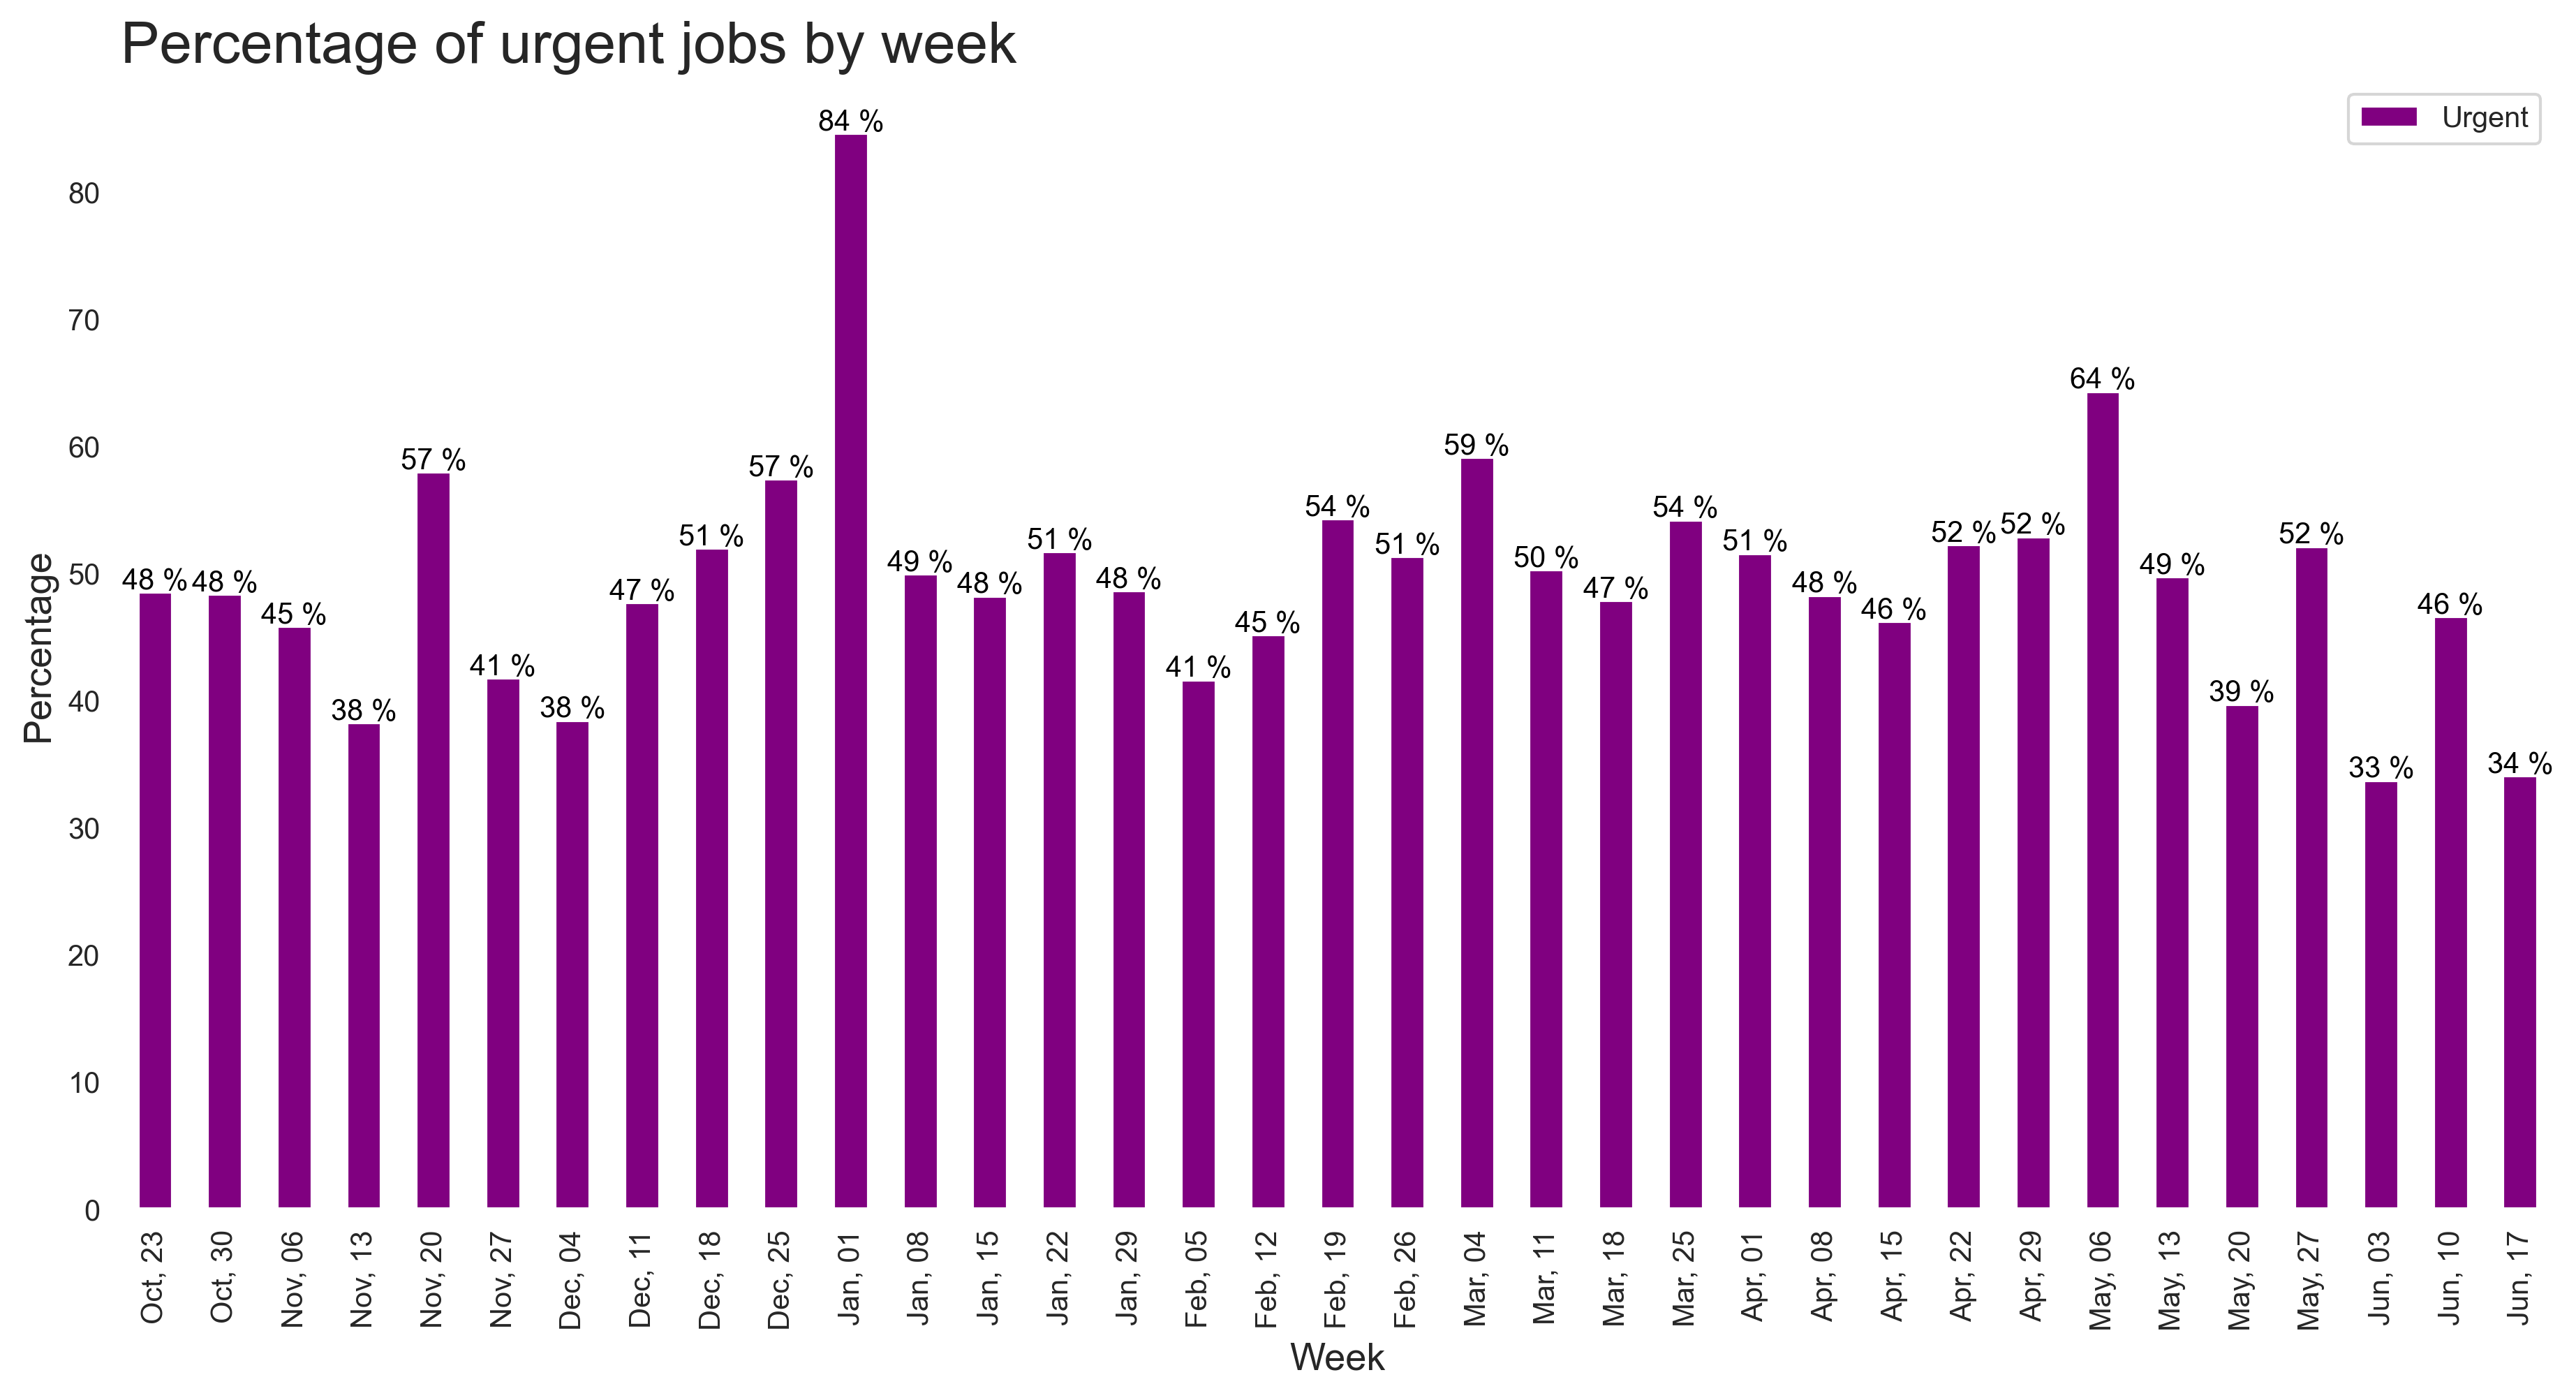 Percentage of urgent jobs by week
Urgent
Percentage
80
70
60
50
40
30
20
10
0
48 %
48 %
45 %
38 %
57 %
41 %
38 %
47 %
51 %
57 %
84 %
49 %
48 %
51 %
48 %
41 %
45 %
54 %
51 %
59 %
50 %
47 %
54 %
51 %
48 %
46 %
52 %
52 %
64 %
49 %
39 %
52 %
33 %
46 %
34 %
Oct, 23
Oct, 30
Nov, 06
Nov, 13
Nov, 20
Nov, 27
Dec, 04
Dec, 11
Dec, 18
Dec, 25
Jan, 01
Jan, 08
Jan, 15
Jan, 22
Jan, 29
Feb, 05
Feb, 12
Feb, 19
Feb, 26
Mar, 04
Mar, 11
Mar, 18
Mar, 25
Apr, 01
Apr, 08
Apr, 15
Apr, 22
Apr, 29
May, 06
May, 13
May, 20
May, 27
Jun, 03
Jun, 10
Jun, 17
Week